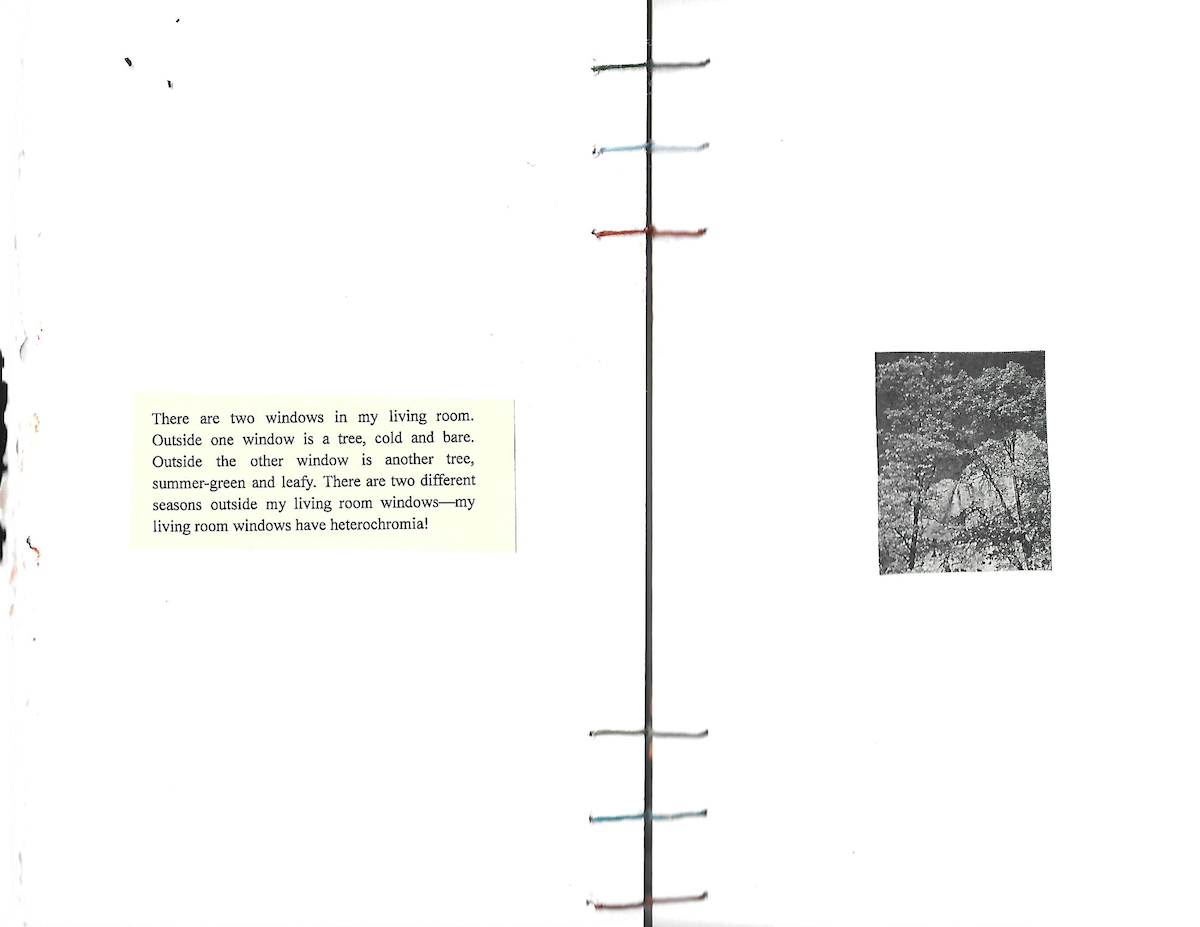 There are two windows in my living room.
Outside one window is a tree, cold and bare.
Outside the other window is another tree,
summer-green and leafy. There are two different
seasons outside my living room windows—my
living room windows have heterochromia!